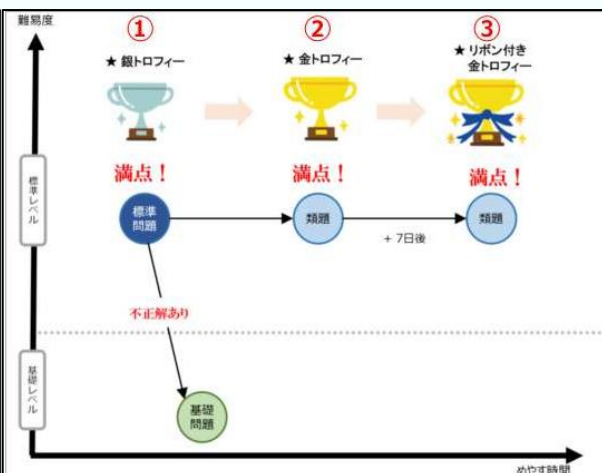 難易度
①
②
③
★ 銀トロフィー
★ 金トロフィー
★ リボン付き
金トロフィー
満点！
満点！
満点！
標準レベル
標準
問題
類題
+ 7日後
類題
不正解あり
基礎レベル
基礎
問題
めやす時間